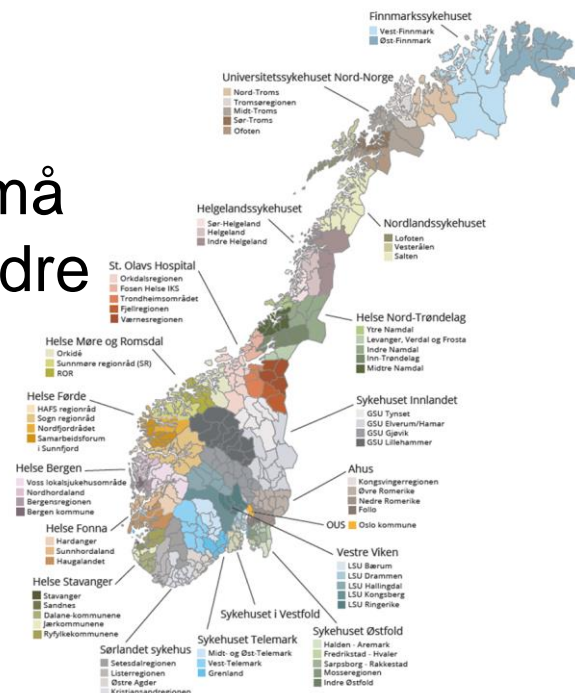 må
dre
Finnmarkssykehuset
Vest-Finnmark
Øst-Finnmark
Universitetssykehuset Nord-Norge
Nord-Troms
Tromsøregionen
Midt-Troms
Sør-Troms
Ofoten
Helgelandssykehuset
Sør-Helgeland
Helgeland
Indre Helgeland
Nordlandssykehuset
Lofoten
Vesterålen
Salten
St. Olavs Hospital
Orkdalsregionen
Fosen Helse IKS
Trondheimsområdet
Fjellregionen
Værnesregionen
Helse Nord-Trøndelag
Ytre Namdal
Levanger, Verdal og Frosta
Indre Namdal
Inn-Trøndelag
Midtre Namdal
Helse Møre og Romsdal
Orkidé
Sunnmøre regionråd (SR)
ROR
Helse Førde
HAFS regionråd
Sogn regionråd
Nordfjordrådet
Samarbeidsforum
i Sunnfjord
Sykehuset Innlandet
GSU Tynset
GSU Elverum/Hamar
GSU Gjøvik
GSU Lillehammer
Helse Bergen
Voss lokalsjukehusområde
Nordhordaland
Bergensregionen
Bergen kommune
Ahus
Kongsvingerregionen
Øvre Romerike
Nedre Romerike
Follo
OUS
Oslo kommune
Helse Fonna
Hardanger
Sunnhordaland
Haugalandet
Vestre Viken
LSU Bærum
LSU Drammen
LSU Hallingdal
LSU Kongsberg
LSU Ringerike
Helse Stavanger
Stavanger
Sandnes
Dalane-kommunene
Jærkommunene
Ryfylkekommunene
Sykehuset i Vestfold
Sørlandet sykehus
Setesdalregionen
Listerregionen
Østre Agder
Kristiansandregionen
Sykehuset Telemark
Midt- og Øst-Telemark
Vest-Telemark
Grenland
Sykehuset Østfold
Halden - Aremark
Fredrikstad - Hvaler
Sarpsborg - Rakkestad
Mosseregionen
Indre Østfold